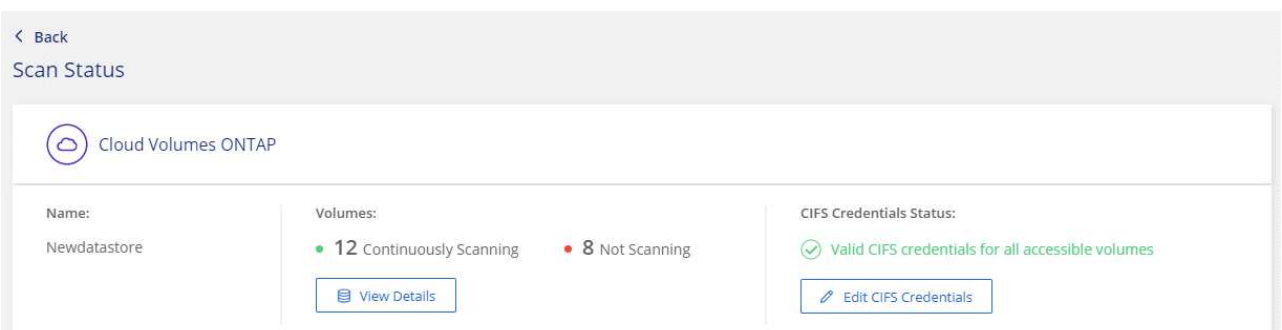 Back
Scan Status
Cloud Volumes ONTAP
Name:
Newdatastore
Volumes:
12 Continuously Scanning
8 Not Scanning
View Details
CIFS Credentials Status:
Valid CIFS credentials for all accessible volumes
Edit CIFS Credentials